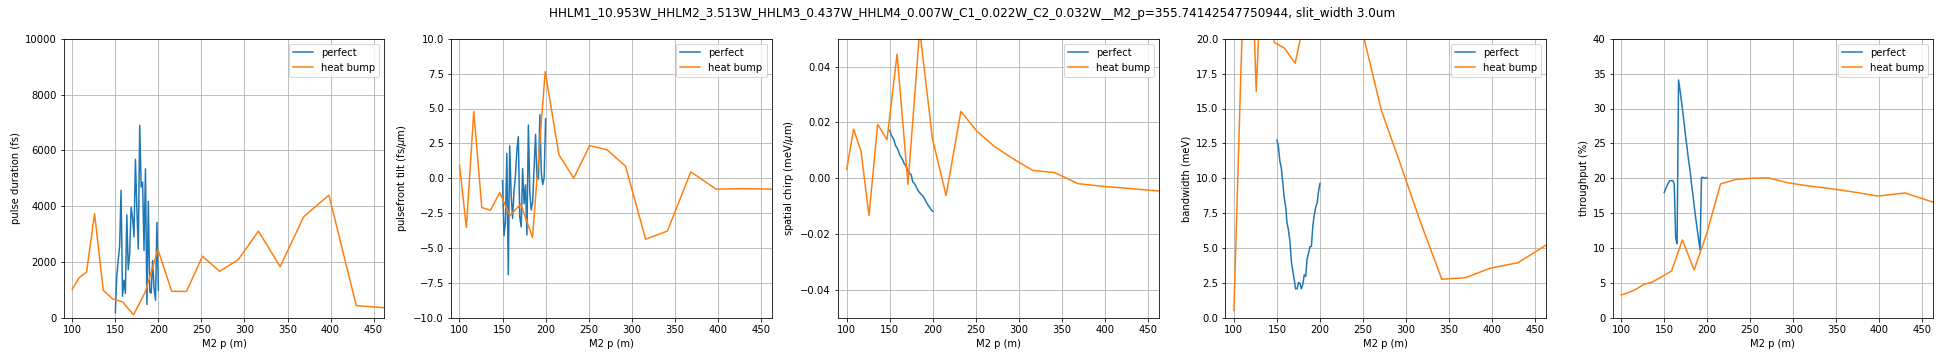 HHLM1_10.953W_HHLM2_3.513W_HHLM3_0.437W_HHLM4_0.007W_C1_0.022W_C2_0.032W__M2_p=355.74142547750944, slit_width 3.0um
pulse duration (fs)
10000
8000
6000
4000
2000
0
100 150 200 250 300 350 400 450
M2 p (m)
perfect
heat bump
pulsefront tilt (fs/μm)
10.0
7.5
5.0
2.5
0.0
−2.5
−5.0
−7.5
−10.0
100 150 200 250 300 350 400 450
M2 p (m)
perfect
heat bump
spatial chirp (meV/μm)
0.04
0.02
0.00
−0.02
−0.04
100 150 200 250 300 350 400 450
M2 p (m)
perfect
heat bump
bandwidth (meV)
20.0
17.5
15.0
12.5
10.0
7.5
5.0
2.5
0.0
100 150 200 250 300 350 400 450
M2 p (m)
perfect
heat bump
throughput (%)
40
35
30
25
20
15
10
5
0
100 150 200 250 300 350 400 450
M2 p (m)
perfect
heat bump